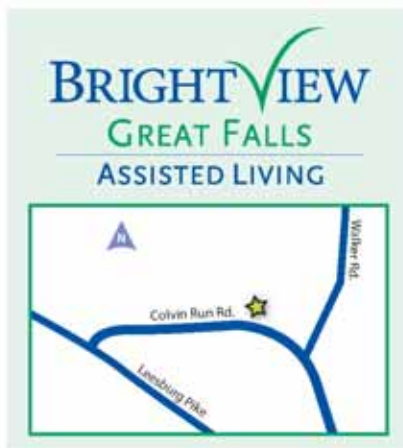 BRIGHTVIEW
GREAT FALLS
ASSISTED LIVING
N
Walker Rd.
Colvin Run Rd.
Leesburg Pike